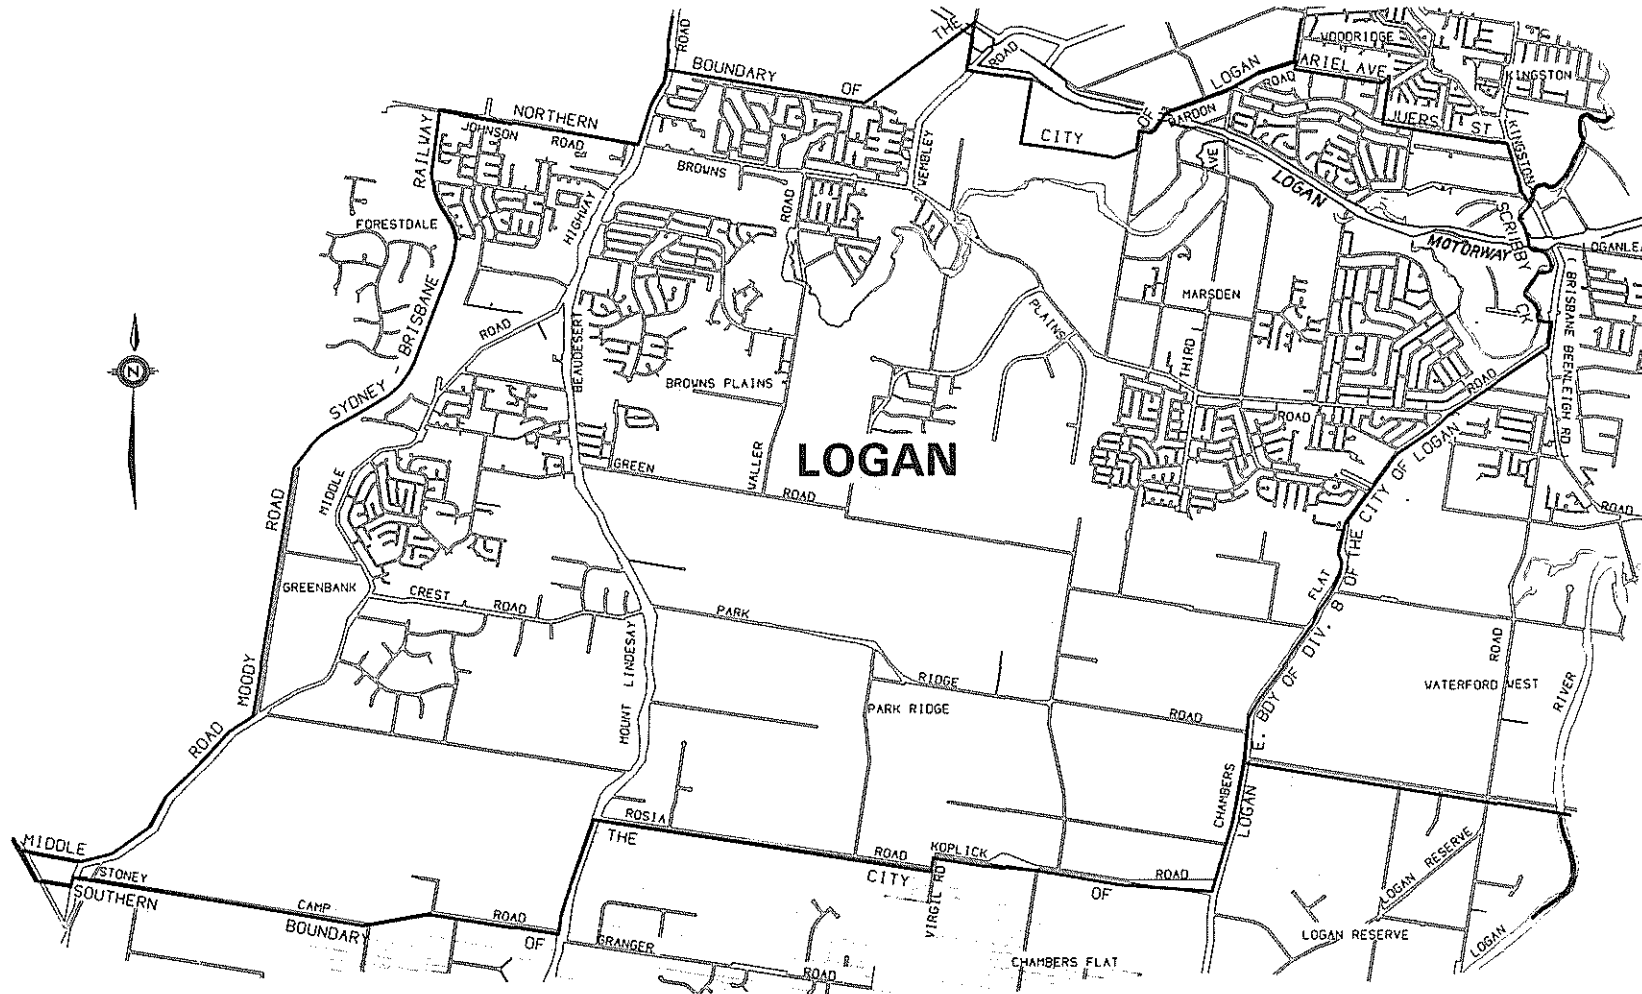 ROAD
THE
ROAD
WOODRIDGE
KINGSTON
BOUNDARY OF
LOGAN
ROAD
ARIEL AVE
NORTHERN
JOHNSON
ROAD
RAILWAY
CITY
OF
BARDON
JUERS ST
KINGSTON
BROWNS
WEMBLEY
ROAD
AVE
LOGAN
MOTORWAY
SCRUBBY
CK
LOGANLEA
FORESTDALE
HIGHWAY
MARSDEN
PLAINS
THIRD
SYDNEY - BRISBANE
ROAD
BEAUDESERT
BROWNS PLAINS
BRISBANE BEENLEIGH RD
ROAD
ROAD
N
LOGAN
MIDDLE
GREEN
WALLER
ROAD
ROAD
ROAD
GREENBANK
CREST
ROAD
PARK
FLAT
E. BDY OF DIV. 8 OF THE CITY OF LOGAN
ROAD
MOUNT LINDESAY
RIDGE
PARK RIDGE
ROAD
WATERFORD WEST
RIVER
MOODY
ROAD
CHAMBERS
LOGAN
MIDDLE
STONEY
ROSIA
THE
ROAD
KOPLICK
CITY
ROAD
VIRGIL RD
OF
LOGAN RESERVE
SOUTHERN
CAMP
ROAD
BOUNDARY
OF
GRANGER
ROAD
CHAMBERS FLAT
LOGAN RESERVE
LOGAN